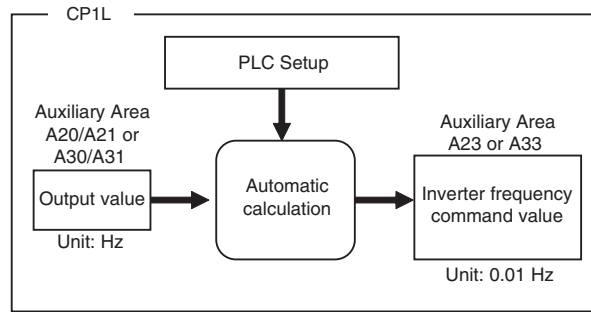 CP1L
PLC Setup
Auxiliary Area
A20/A21 or
A30/A31
Output value
Unit: Hz
Automatic
calculation
Auxiliary Area
A23 or A33
Inverter frequency
command value
Unit: 0.01 Hz